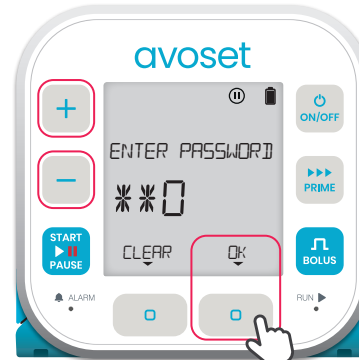 avoset
ON/OFF
ENTER PASSWORD
PRIME
**0
START
PAUSE
CLEAR
OK
BOLUS
ALARM
RUN